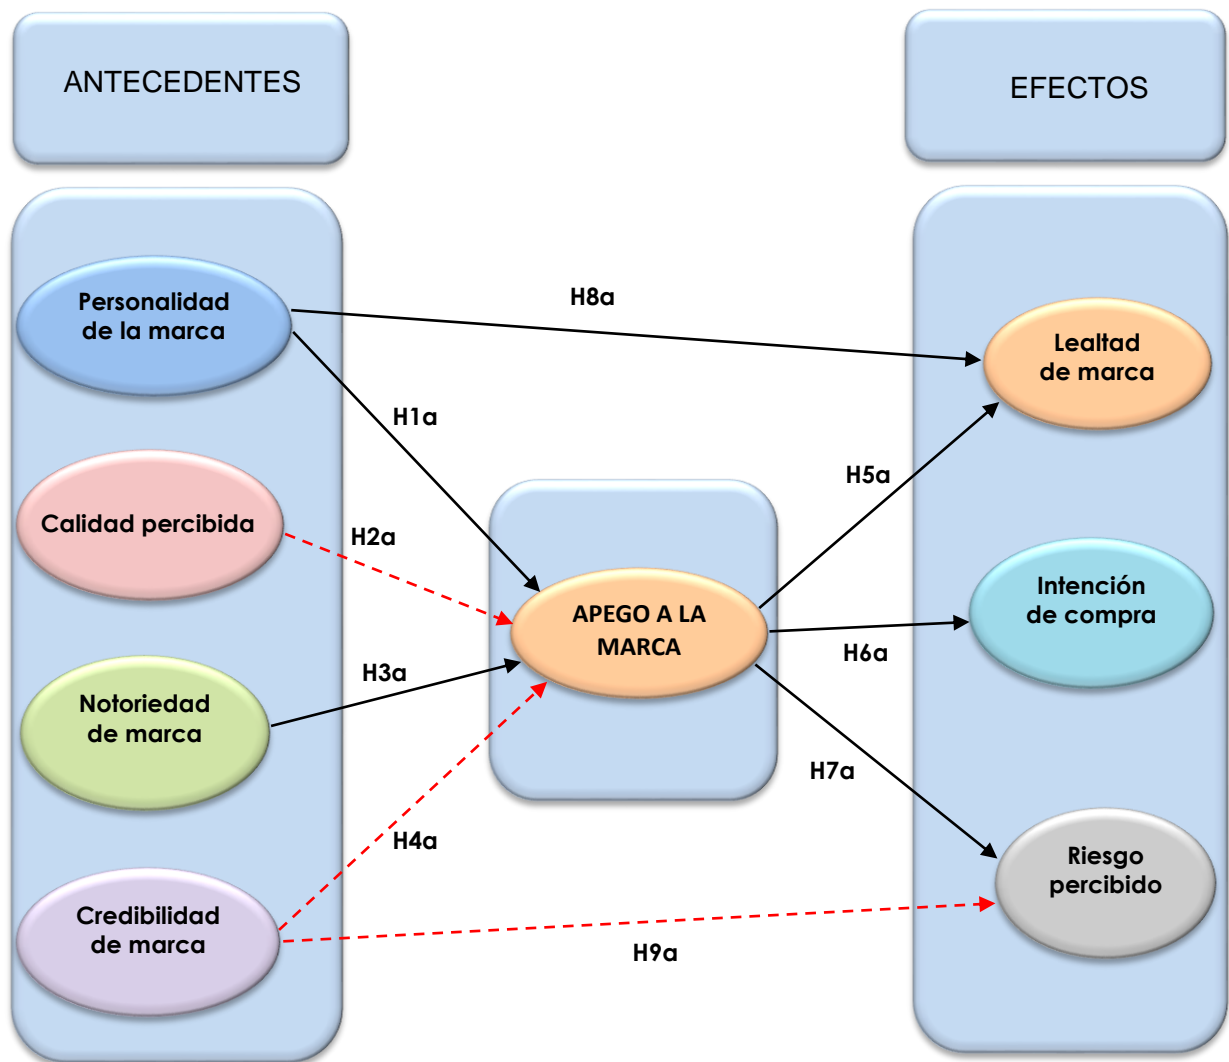 ANTECEDENTES
EFECTOS
Personalidad
de la marca
H8a
Lealtad
de marca
H1a
H5a
Calidad percibida
H2a
Intención
de compra
APEGO A LA
MARCA
H6a
H3a
Notoriedad
de marca
H7a
H4a
Riesgo
percibido
Credibilidad
de marca
H9a